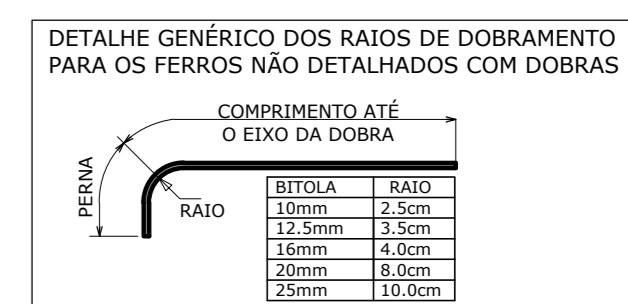 DETALHE GENÉRICO DOS RAIOS DE DOBRAMENTO
PARA OS FERROS NÃO DETALHADOS COM DOBRAS
COMPRIMENTO ATÉ
O EIXO DA DOBRA
PERNA
RAIO
BITOLA RAIO
10mm 2.5cm
12.5mm 3.5cm
16mm 4.0cm
20mm 8.0cm
25mm 10.0cm